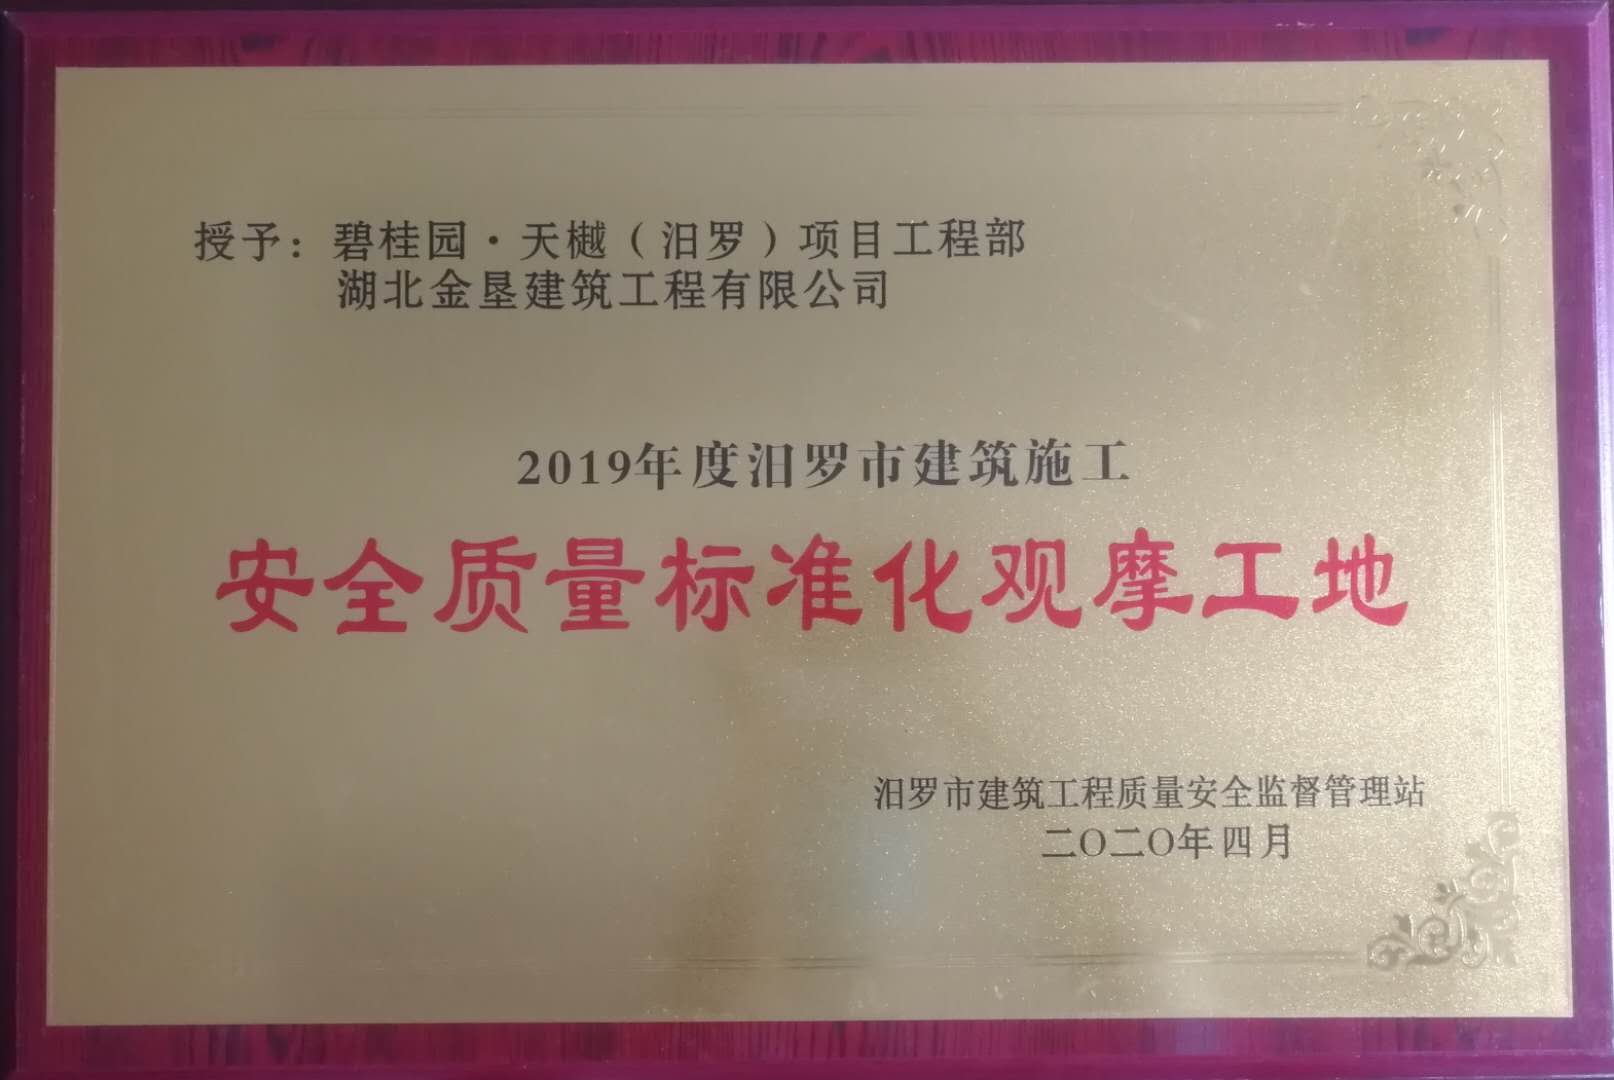 授予：碧桂园·天樾（汨罗）项目工程部
湖北金垦建筑工程有限公司
2019年度汨罗市建筑施工
安全质量标准化观摩工地
汨罗市建筑工程质量安全监督管理站
二〇二〇年四月